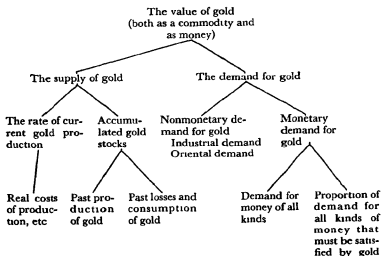 The value of gold
(both as a commodity and
as money)
The supply of gold
The demand for gold
The rate of cur-
rent gold pro-
duction
Accumu-
lated gold
stocks
Nonmonetary de-
mand for gold
Industrial demand
Oriental demand
Monetary
demand for
gold
Real costs
of produc-
tion, etc
Past pro-
duction
of gold
Past losses and
consumption
of gold
Demand for
money of all
kinds
Proportion of
demand for
all kinds of
money that
must be satis-
fied by gold